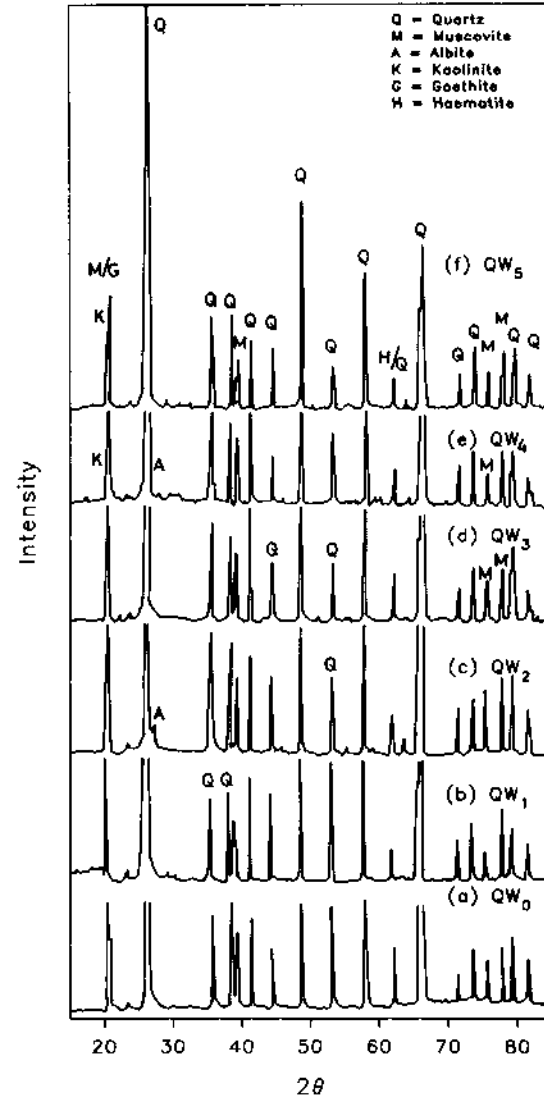 Q = Quartz
M = Muscovite
A = Albite
K = Kaolinite
G = Goethite
H = Haematite
Q
Q
Q
Q
M/G
(f) QW5
K
Q Q
M
Q
Q
Q
H/Q
Q
Q
M
M
Q
Q
(e) QW4
K
A
M
(d) QW3
G
Q
M
M
(c) QW2
A
Q
(b) QW1
Q Q
(a) QW0
Intensity
20 30 40 50 60 70 80
2θ